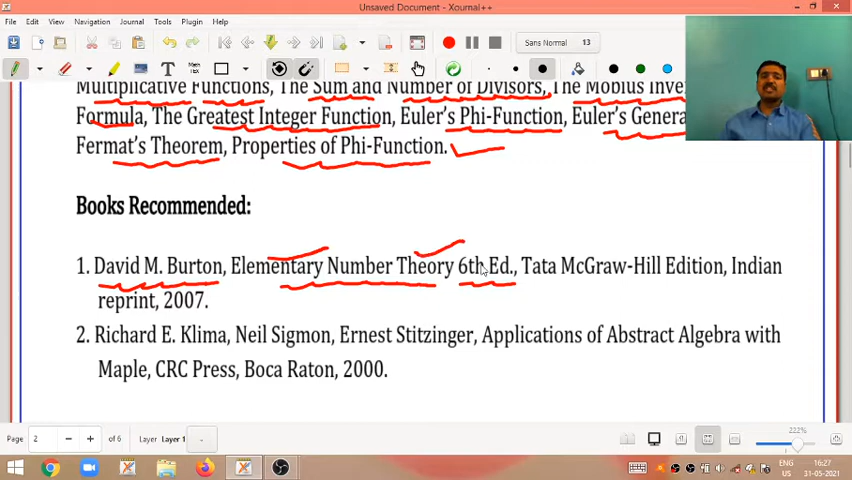 Unsaved Document - Xournal++
File Edit View Navigation Journal Tools Plugin Help
Sans Normal 13
Multiplicative Functions, The Sum and Number of Divisors, The Mobius Inver
Formula, The Greatest Integer Function, Euler's Phi-Function, Euler's Genera
Fermat's Theorem, Properties of Phi-Function.
Books Recommended:
1. David M. Burton, Elementary Number Theory 6th Ed., Tata McGraw-Hill Edition, Indian
reprint, 2007.
2. Richard E. Klima, Neil Sigmon, Ernest Stitzinger, Applications of Abstract Algebra with
Maple, CRC Press, Boca Raton, 2000.
Page 2 of 6 Layer Layer 1 222%
ENG 16:27
US 31-05-2021